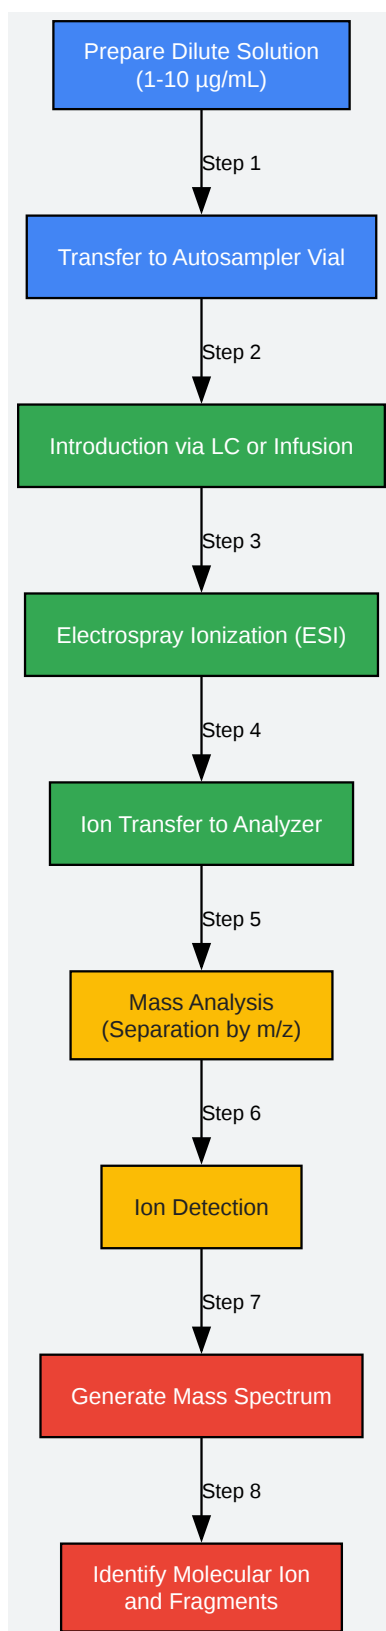 Prepare Dilute Solution
(1-10 µg/mL)
Step 1
Transfer to Autosampler Vial
Step 2
Introduction via LC or Infusion
Step 3
Electrospray Ionization (ESI)
Step 4
Ion Transfer to Analyzer
Step 5
Mass Analysis
(Separation by m/z)
Step 6
Ion Detection
Step 7
Generate Mass Spectrum
Step 8
Identify Molecular Ion
and Fragments